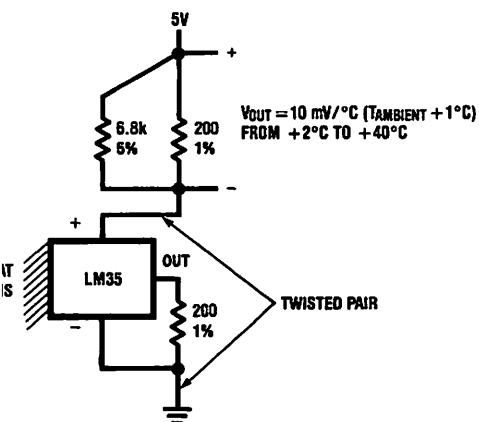 5V
+
6.8k
5%
200
1%
VOUT = 10 mV/°C (TAMBIENT + 1°C)
FROM +2°C TO +40°C
−
+
OUT
LM35
−
200
1%
TWISTED PAIR